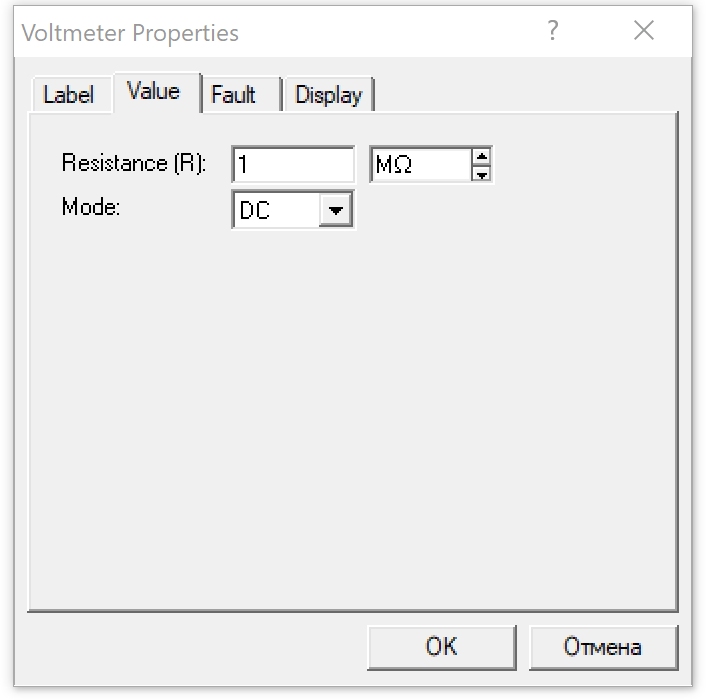 Voltmeter Properties ?
Label Value Fault Display
Resistance (R): 1 MΩ
Mode: DC
OK Отмена